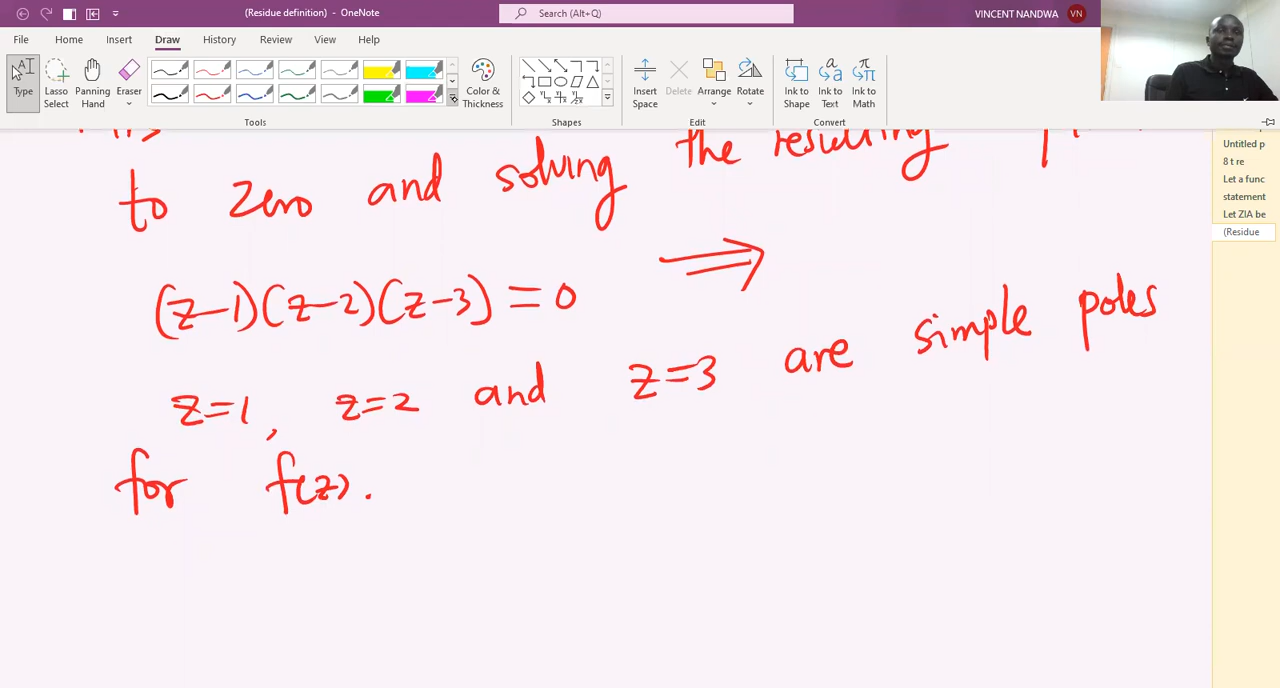 (Residue definition) - OneNote
Search (Alt+Q)
VINCENT NANDWA
VN
File Home Insert Draw History Review View Help
Type
Lasso Select
Panning Hand
Eraser
Color & Thickness
Insert Space
Delete
Arrange
Rotate
Ink to Shape
Ink to Text
Ink to Math
Tools
Shapes
Edit
Convert
Untitled p
8 t re
Let a func
statement
Let ZIA be
(Residue
the resulting
to zero and solving
(z-1)(z-2)(z-3) = 0 ⟹
z=1, z=2 and z=3 are simple poles
for f(z).